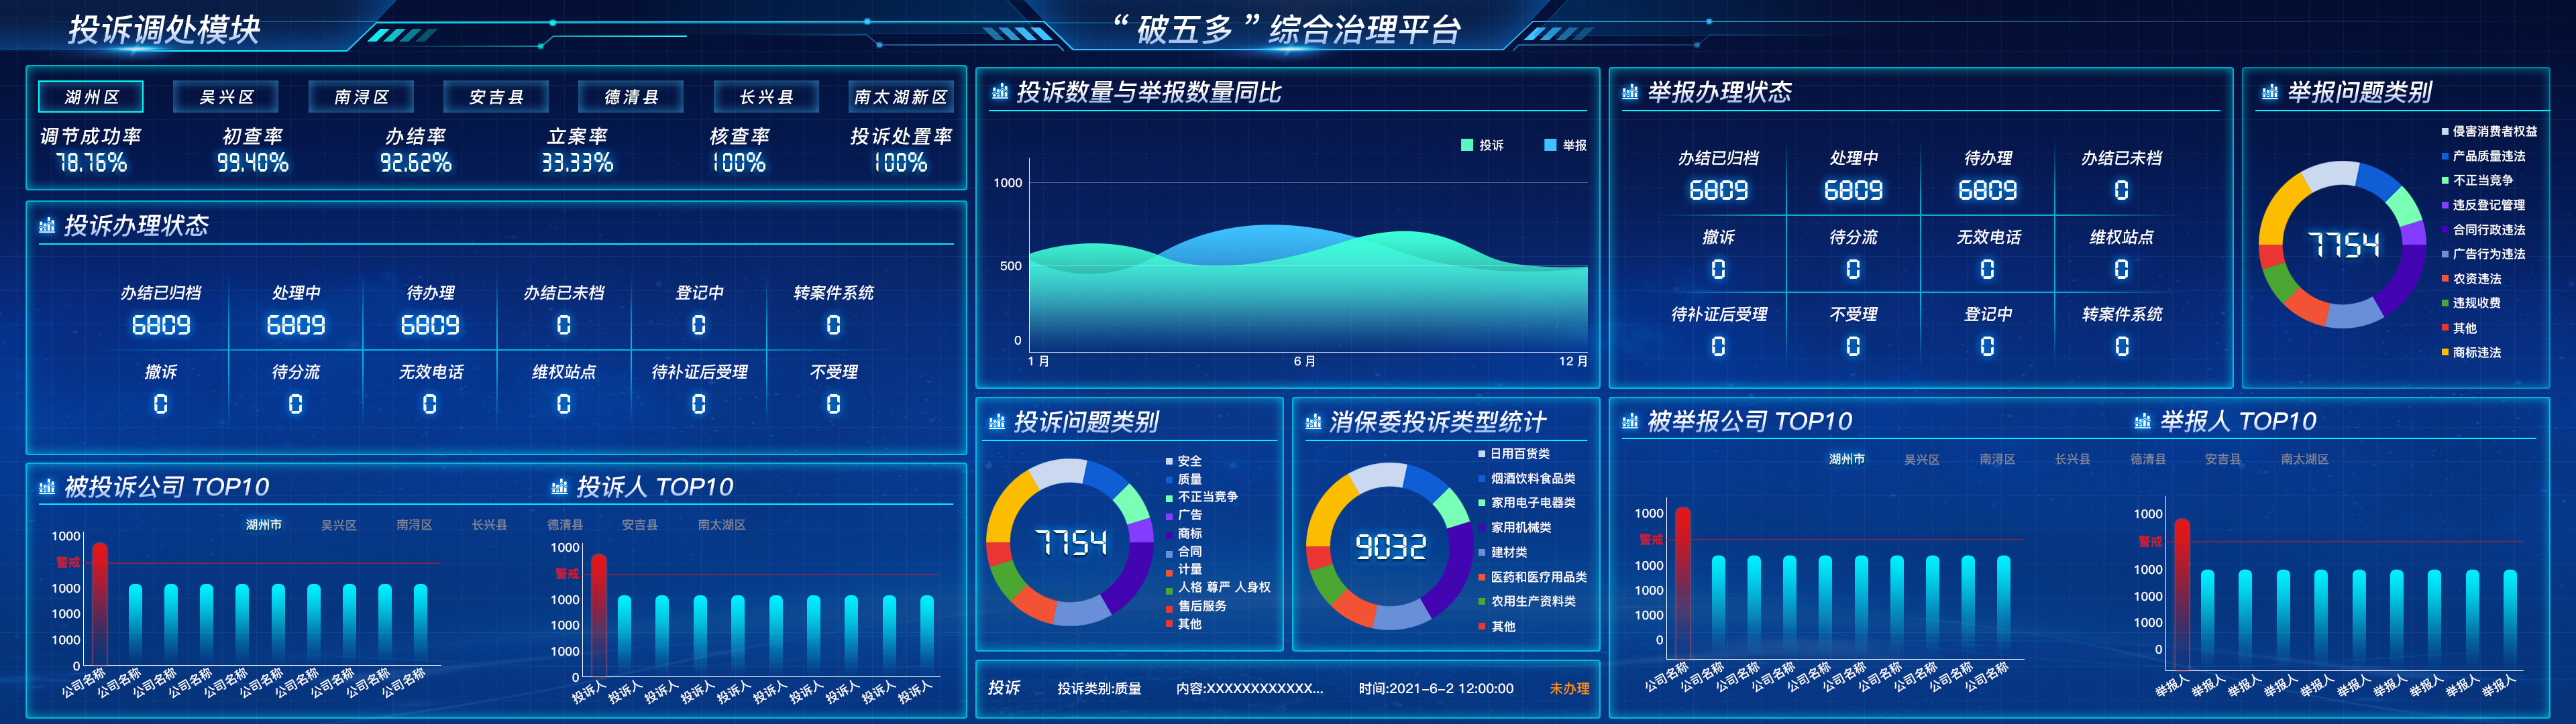 投诉调处模块
“破五多”综合治理平台
湖州区 吴兴区 南浔区 安吉县 德清县 长兴县 南太湖新区
调节成功率 初查率 办结率 立案率 核查率 投诉处置率
78.76% 99.40% 92.62% 33.33% 100% 100%
投诉办理状态
办结已归档 处理中 待办理 办结已未档 登记中 转案件系统
6809 6809 6809 0 0 0
撤诉 待分流 无效电话 维权站点 待补证后受理 不受理
0 0 0 0 0 0
被投诉公司 TOP10
投诉人 TOP10
湖州市 吴兴区 南浔区 长兴县 德清县 安吉县 南太湖区
1000
警戒
1000
1000
1000
0
公司名称 公司名称 公司名称 公司名称 公司名称 公司名称 公司名称 公司名称 公司名称 公司名称
1000
警戒
1000
1000
1000
0
投诉人 投诉人 投诉人 投诉人 投诉人 投诉人 投诉人 投诉人 投诉人 投诉人
投诉数量与举报数量同比
投诉 举报
1000
500
0
1 月 6 月 12 月
投诉问题类别
7754
安全
质量
不正当竞争
广告
商标
合同
计量
人格 尊严 人身权
售后服务
其他
消保委投诉类型统计
9032
日用百货类
烟酒饮料食品类
家用电子电器类
家用机械类
建材类
医药和医疗用品类
农用生产资料类
其他
投诉 投诉类别:质量 内容:XXXXXXXXXXXX... 时间:2021-6-2 12:00:00 未办理
举报办理状态
办结已归档 处理中 待办理 办结已未档
6809 6809 6809 0
撤诉 待分流 无效电话 维权站点
0 0 0 0
待补证后受理 不受理 登记中 转案件系统
0 0 0 0
举报问题类别
7754
侵害消费者权益
产品质量违法
不正当竞争
违反登记管理
合同行政违法
广告行为违法
农资违法
违规收费
其他
商标违法
被举报公司 TOP10
举报人 TOP10
湖州市 吴兴区 南浔区 长兴县 德清县 安吉县 南太湖区
1000
警戒
1000
1000
1000
0
公司名称 公司名称 公司名称 公司名称 公司名称 公司名称 公司名称 公司名称 公司名称 公司名称
1000
警戒
1000
1000
1000
0
举报人 举报人 举报人 举报人 举报人 举报人 举报人 举报人 举报人 举报人